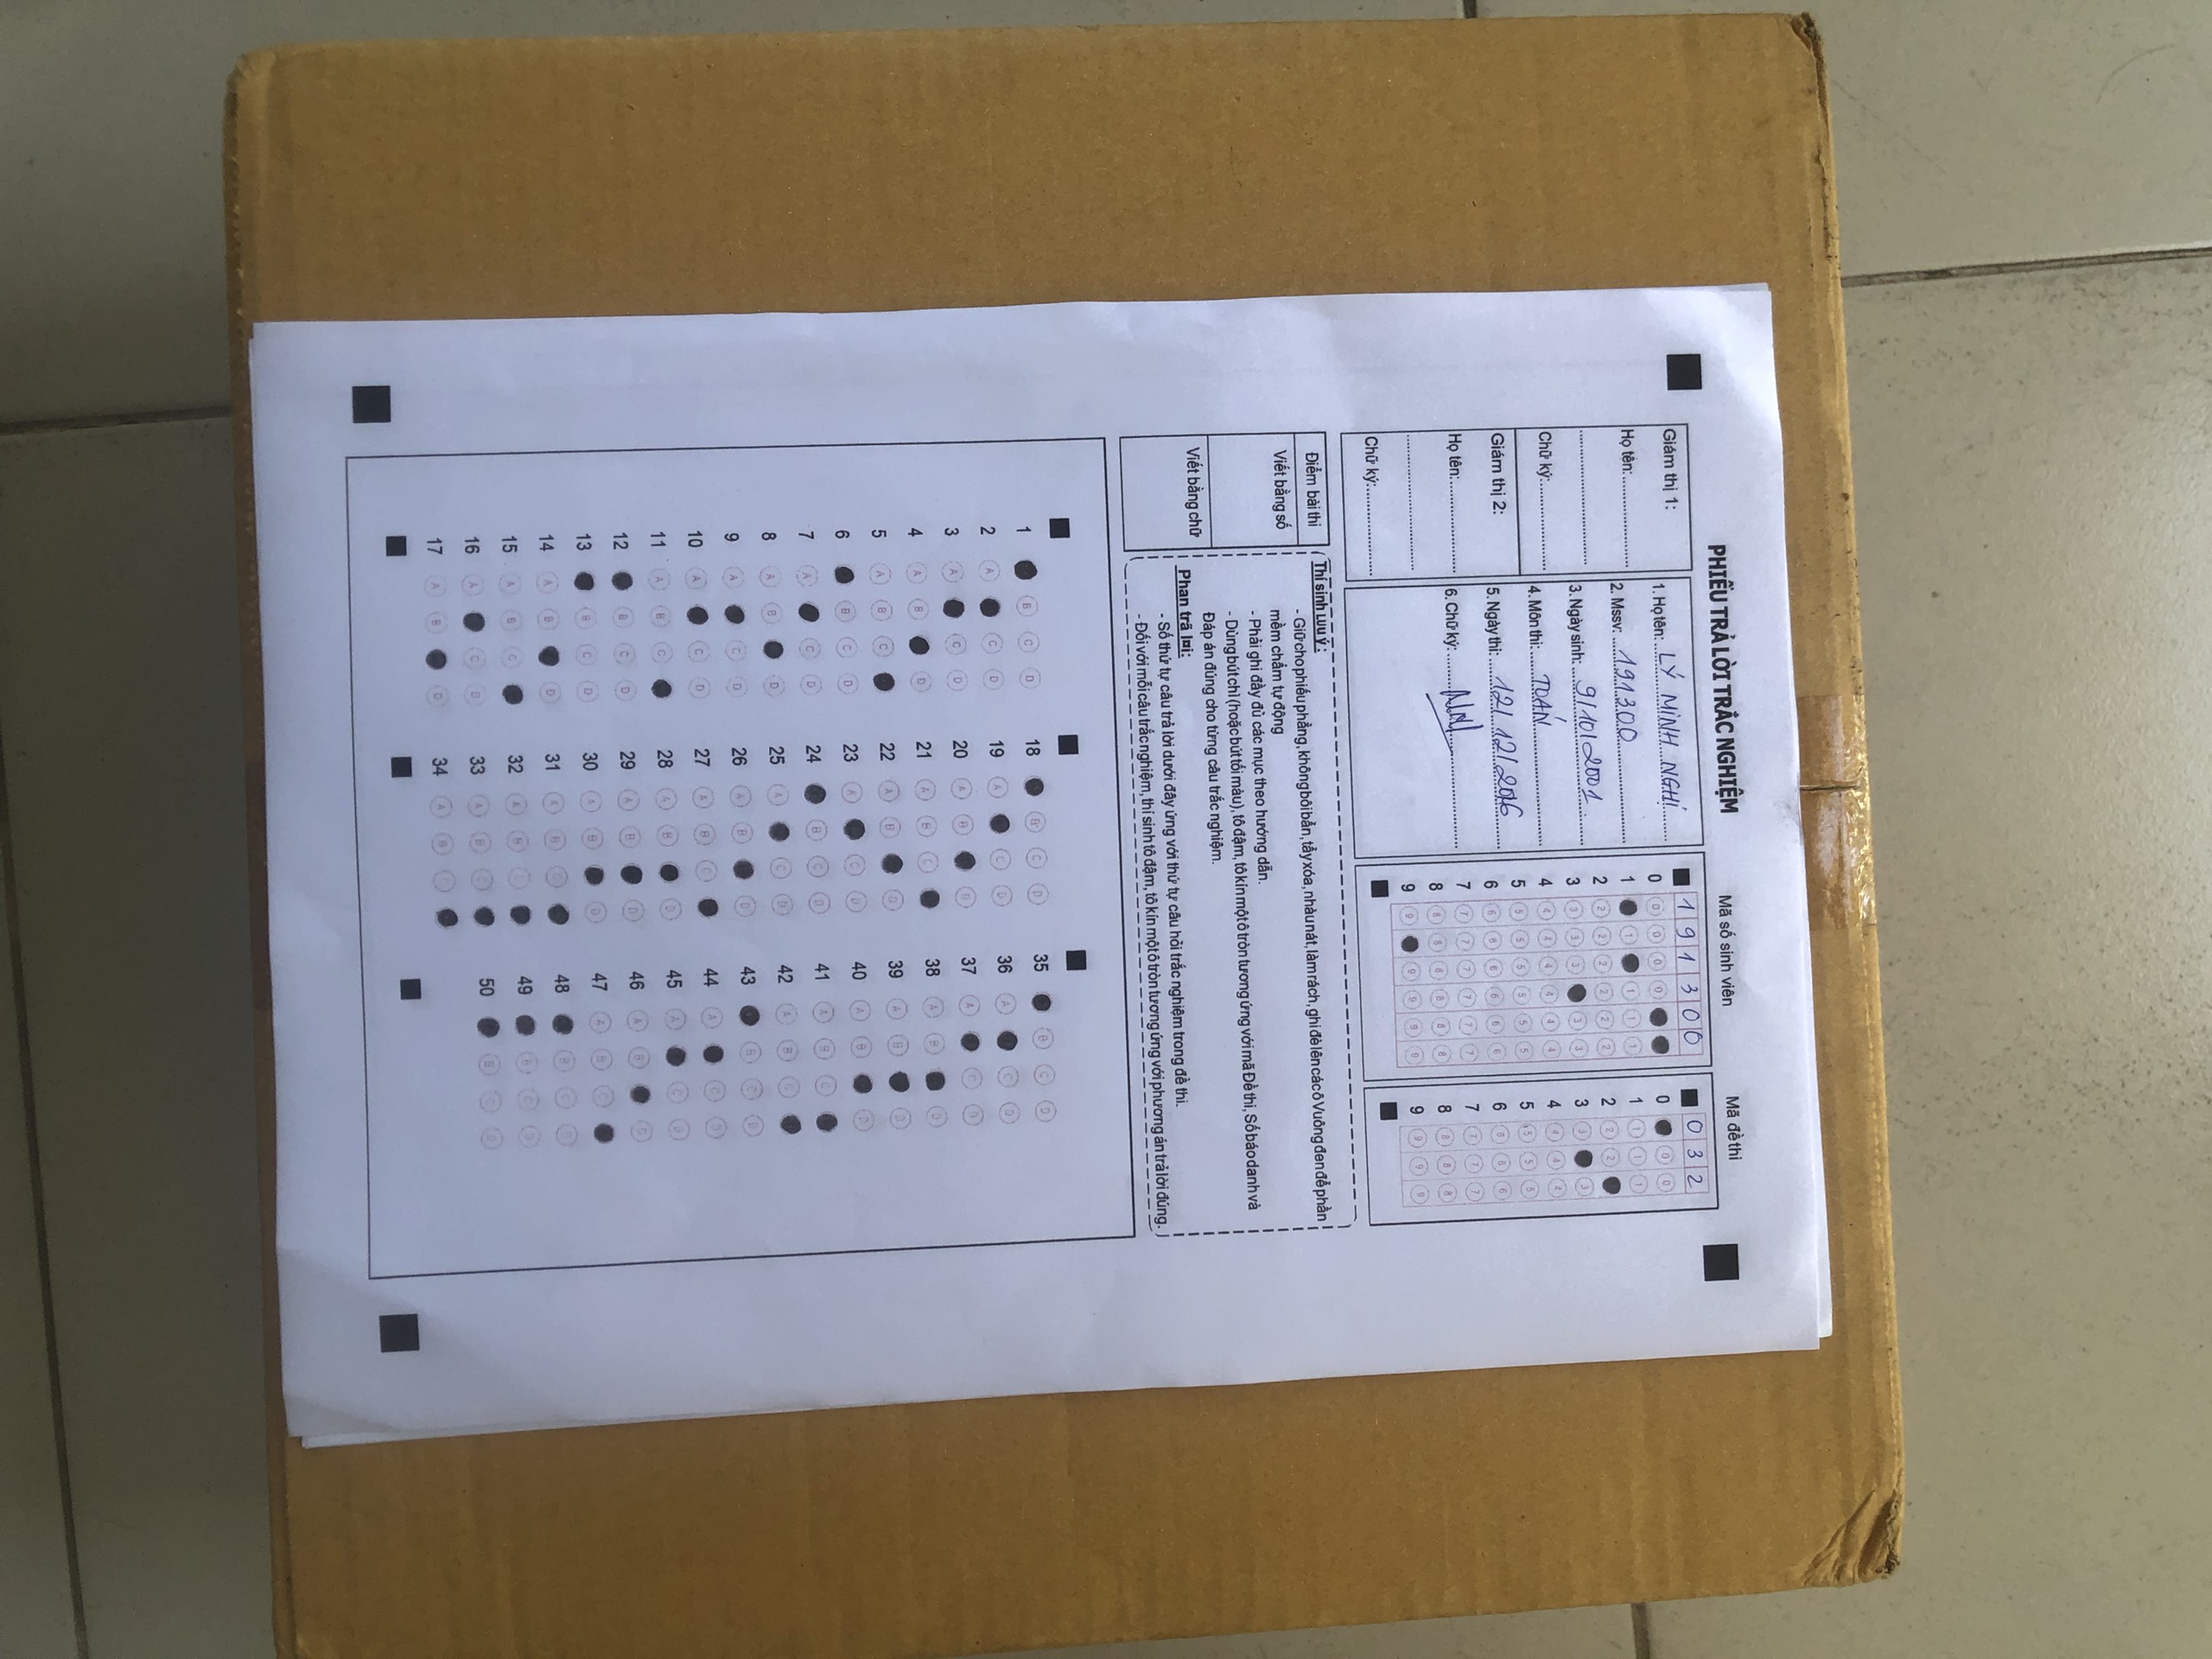 PHIẾU TRẢ LỜI TRẮC NGHIỆM
Mã số sinh viên
Mã đề thi
Giám thị 1:
Họ tên:
Chữ ký:
Giám thị 2:
Họ tên:
Chữ ký:
1. Họ tên: LÝ MINH NGHỊ
2. Mssv: 191300
3. Ngày sinh: 9/10/2001
4. Môn thi: TOÁN
5. Ngày thi: 12/12/2016
6. Chữ ký:
1 9 1 3 0 0
0 0 0 0 0
1 1 1 1 1
2 2 2 2 2 2 2
3 3 3 3 3 3
4 4 4 4 4 4 4
5 5 5 5 5 5 5
6 6 6 6 6 6 6
7 7 7 7 7 7 7
8 8 8 8 8 8 8
9 9 9 9 9 9
0 3 2
0 0 0
1 1 1 1
2 2 2
3 3 3
4 4 4 4
5 5 5 5
6 6 6 6
7 7 7 7
8 8 8 8
9 9 9 9
Điểm bài thi
Viết bằng số
Viết bằng chữ
Thí sinh Lưu ý:
- Giữ cho phiếu phẳng, không bôi bẩn, tẩy xóa, nhàu nát, làm rách, ghi đè lên các ô Vuông đen để phần
mềm chấm tự động
- Phải ghi đầy đủ các mục theo hướng dẫn.
- Dùng bút chì (hoặc bút tối màu), tô đậm, tô kín một ô tròn tương ứng với mã Đề thi, Số báo danh và
Đáp án đúng cho từng câu trắc nghiệm.
Phan trã l¤i:
- Số thứ tự câu trả lời dưới đây ứng với thứ tự câu hỏi trắc nghiệm trong đề thi.
- Đối với mỗi câu trắc nghiệm, thí sinh tô đậm, tô kín một ô tròn tương ứng với phương án trả lời đúng.
1 B C D
2 A C D
3 A C D
4 A B D
5 A B C
6 B C D
7 A C D
8 A B D
9 A C D
10 A C D
11 A B C
12 B C D
13 B C D
14 A B D
15 A B C
16 A C D
17 A B D
18 B C D
19 A C D
20 A B D
21 A B C
22 A B D
23 A C D
24 B C D
25 A C D
26 A B D
27 A B C
28 A B D
29 A B D
30 A B D
31 A B C
32 A B C
33 A B C
34 A B C
35 B C D
36 A C D
37 A C D
38 A B D
39 A B D
40 A B D
41 A B C
42 A B C
43 B C D
44 A C D
45 A C D
46 A B D
47 A B C
48 B C D
49 B C D
50 B C D